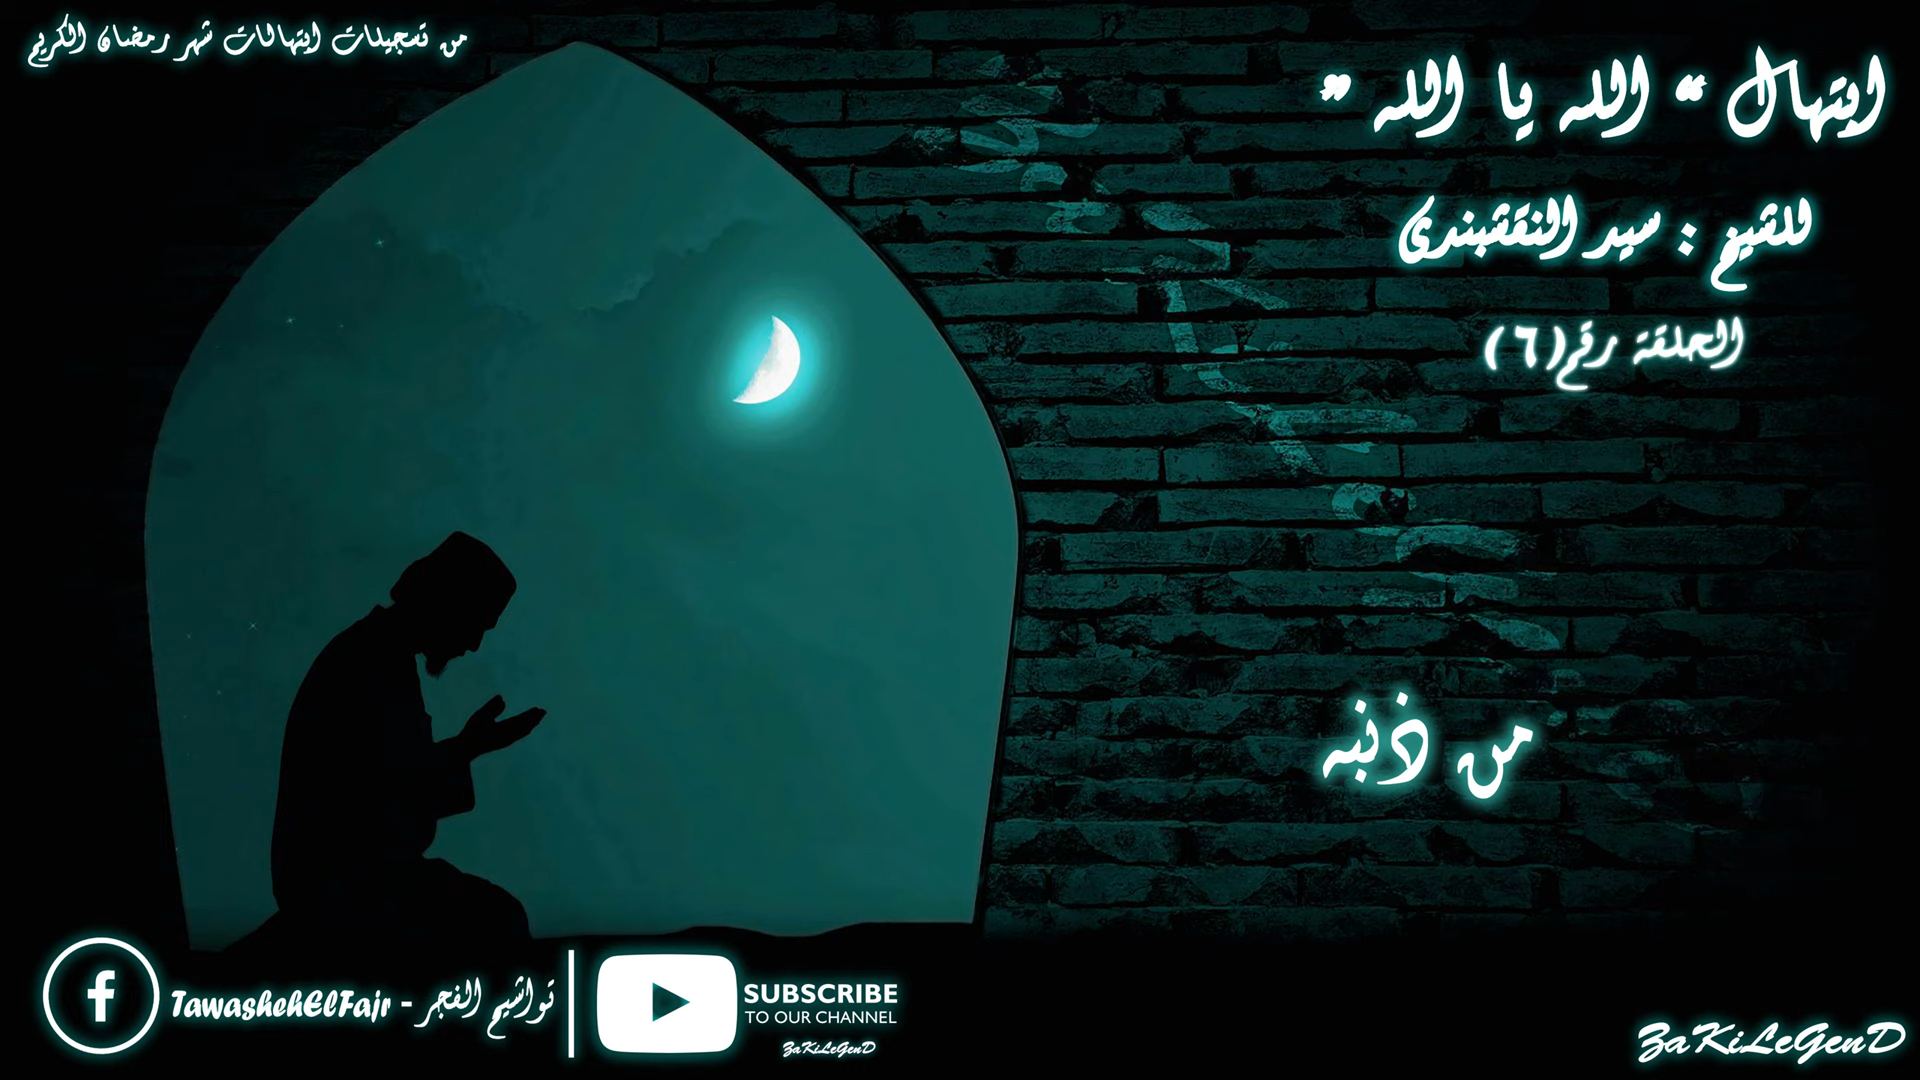 من تسجيلات ابتهالات شهر رمضان الكريم
ابتهال “ الله يا الله ”
للشيخ : سيد النقشبندى
الحلقة رقم (٦)
من ذنبه
TawashehElFajr - تواشيح الفجر
SUBSCRIBE
TO OUR CHANNEL
ZaKiLeGenD
ZaKiLeGenD